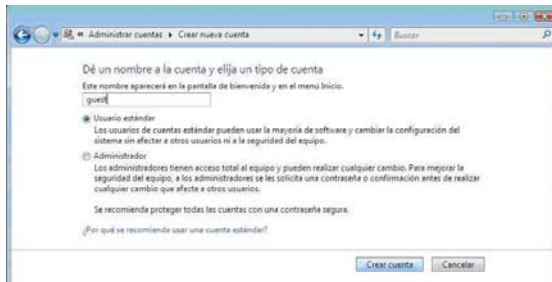 « Administrar cuentas ▸ Crear nueva cuenta
Buscar
Dé un nombre a la cuenta y elija un tipo de cuenta
Este nombre aparecerá en la pantalla de bienvenida y en el menú Inicio.
guest
Usuario estándar
Los usuarios de cuentas estándar pueden usar la mayoría de software y cambiar la configuración del
sistema sin afectar a otros usuarios ni a la seguridad del equipo.
Administrador
Los administradores tienen acceso total al equipo y pueden realizar cualquier cambio. Para mejorar la
seguridad del equipo, a los administradores se les solicita una contraseña o confirmación antes de realizar
cualquier cambio que afecte a otros usuarios.
Se recomienda proteger todas las cuentas con una contraseña segura.
¿Por qué se recomienda usar una cuenta estándar?
Crear cuenta
Cancelar